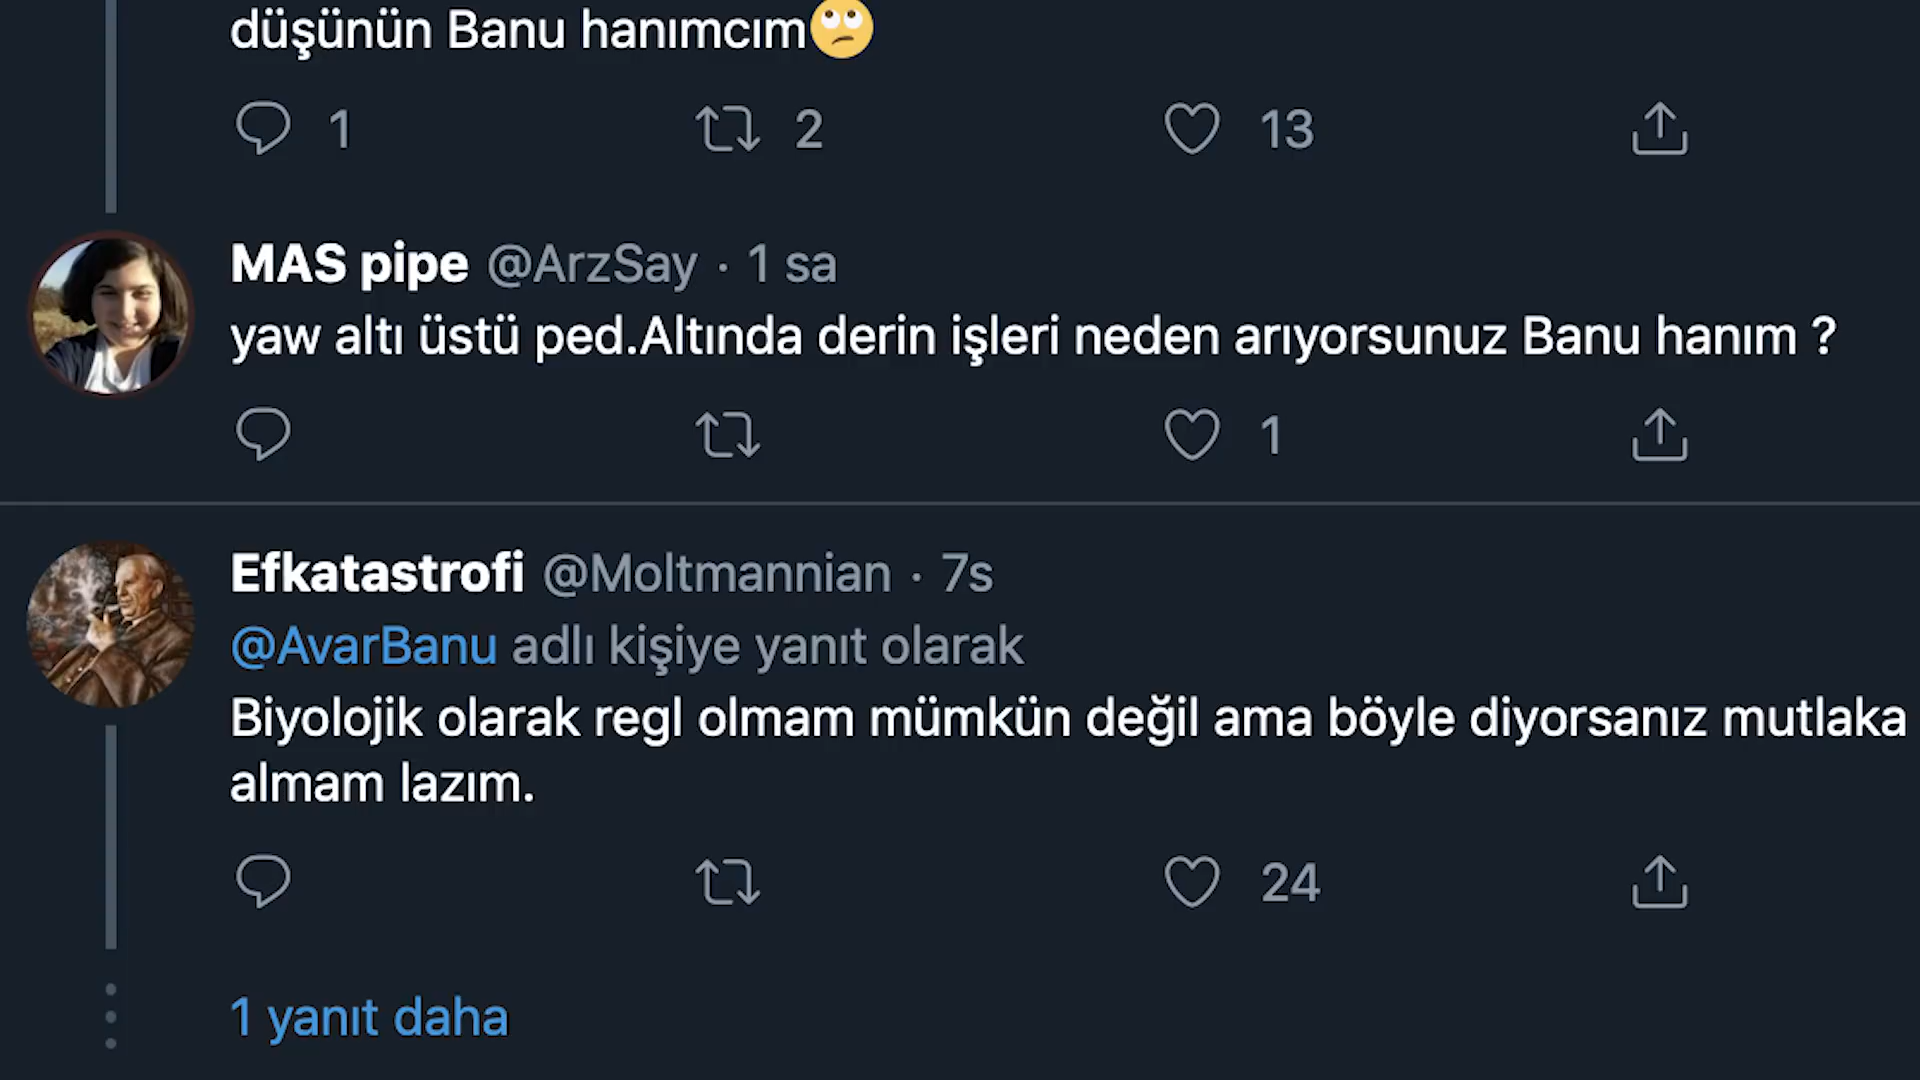 düşünün Banu hanımcım🙄
1 2 13
MAS pipe @ArzSay · 1 sa
yaw altı üstü ped.Altında derin işleri neden arıyorsunuz Banu hanım ?
1
Efkatastrofi @Moltmannian · 7s
@AvarBanu adlı kişiye yanıt olarak
Biyolojik olarak regl olmam mümkün değil ama böyle diyorsanız mutlaka
almam lazım.
24
1 yanıt daha